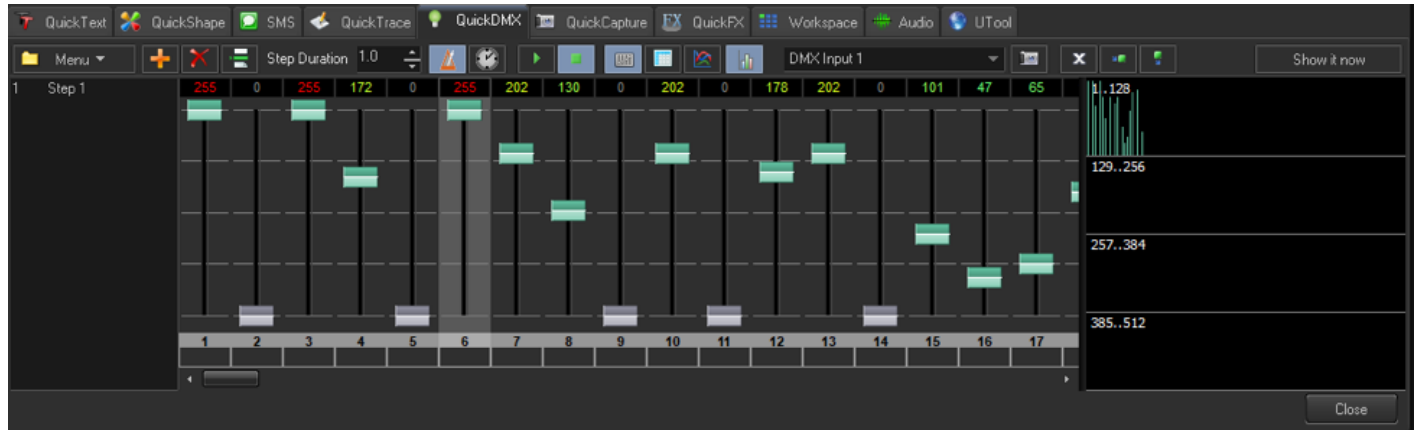 QuickText QuickShape SMS QuickTrace QuickDMX QuickCapture FX QuickFX Workspace Audio UTool
Menu Step Duration 1.0 DMX Input 1 X Show it now
1 Step 1 255 0 255 172 0 255 202 130 0 202 0 178 202 0 101 47 65 1..128
129..256
257..384
385..512
1 2 3 4 5 6 7 8 9 10 11 12 13 14 15 16 17
Close